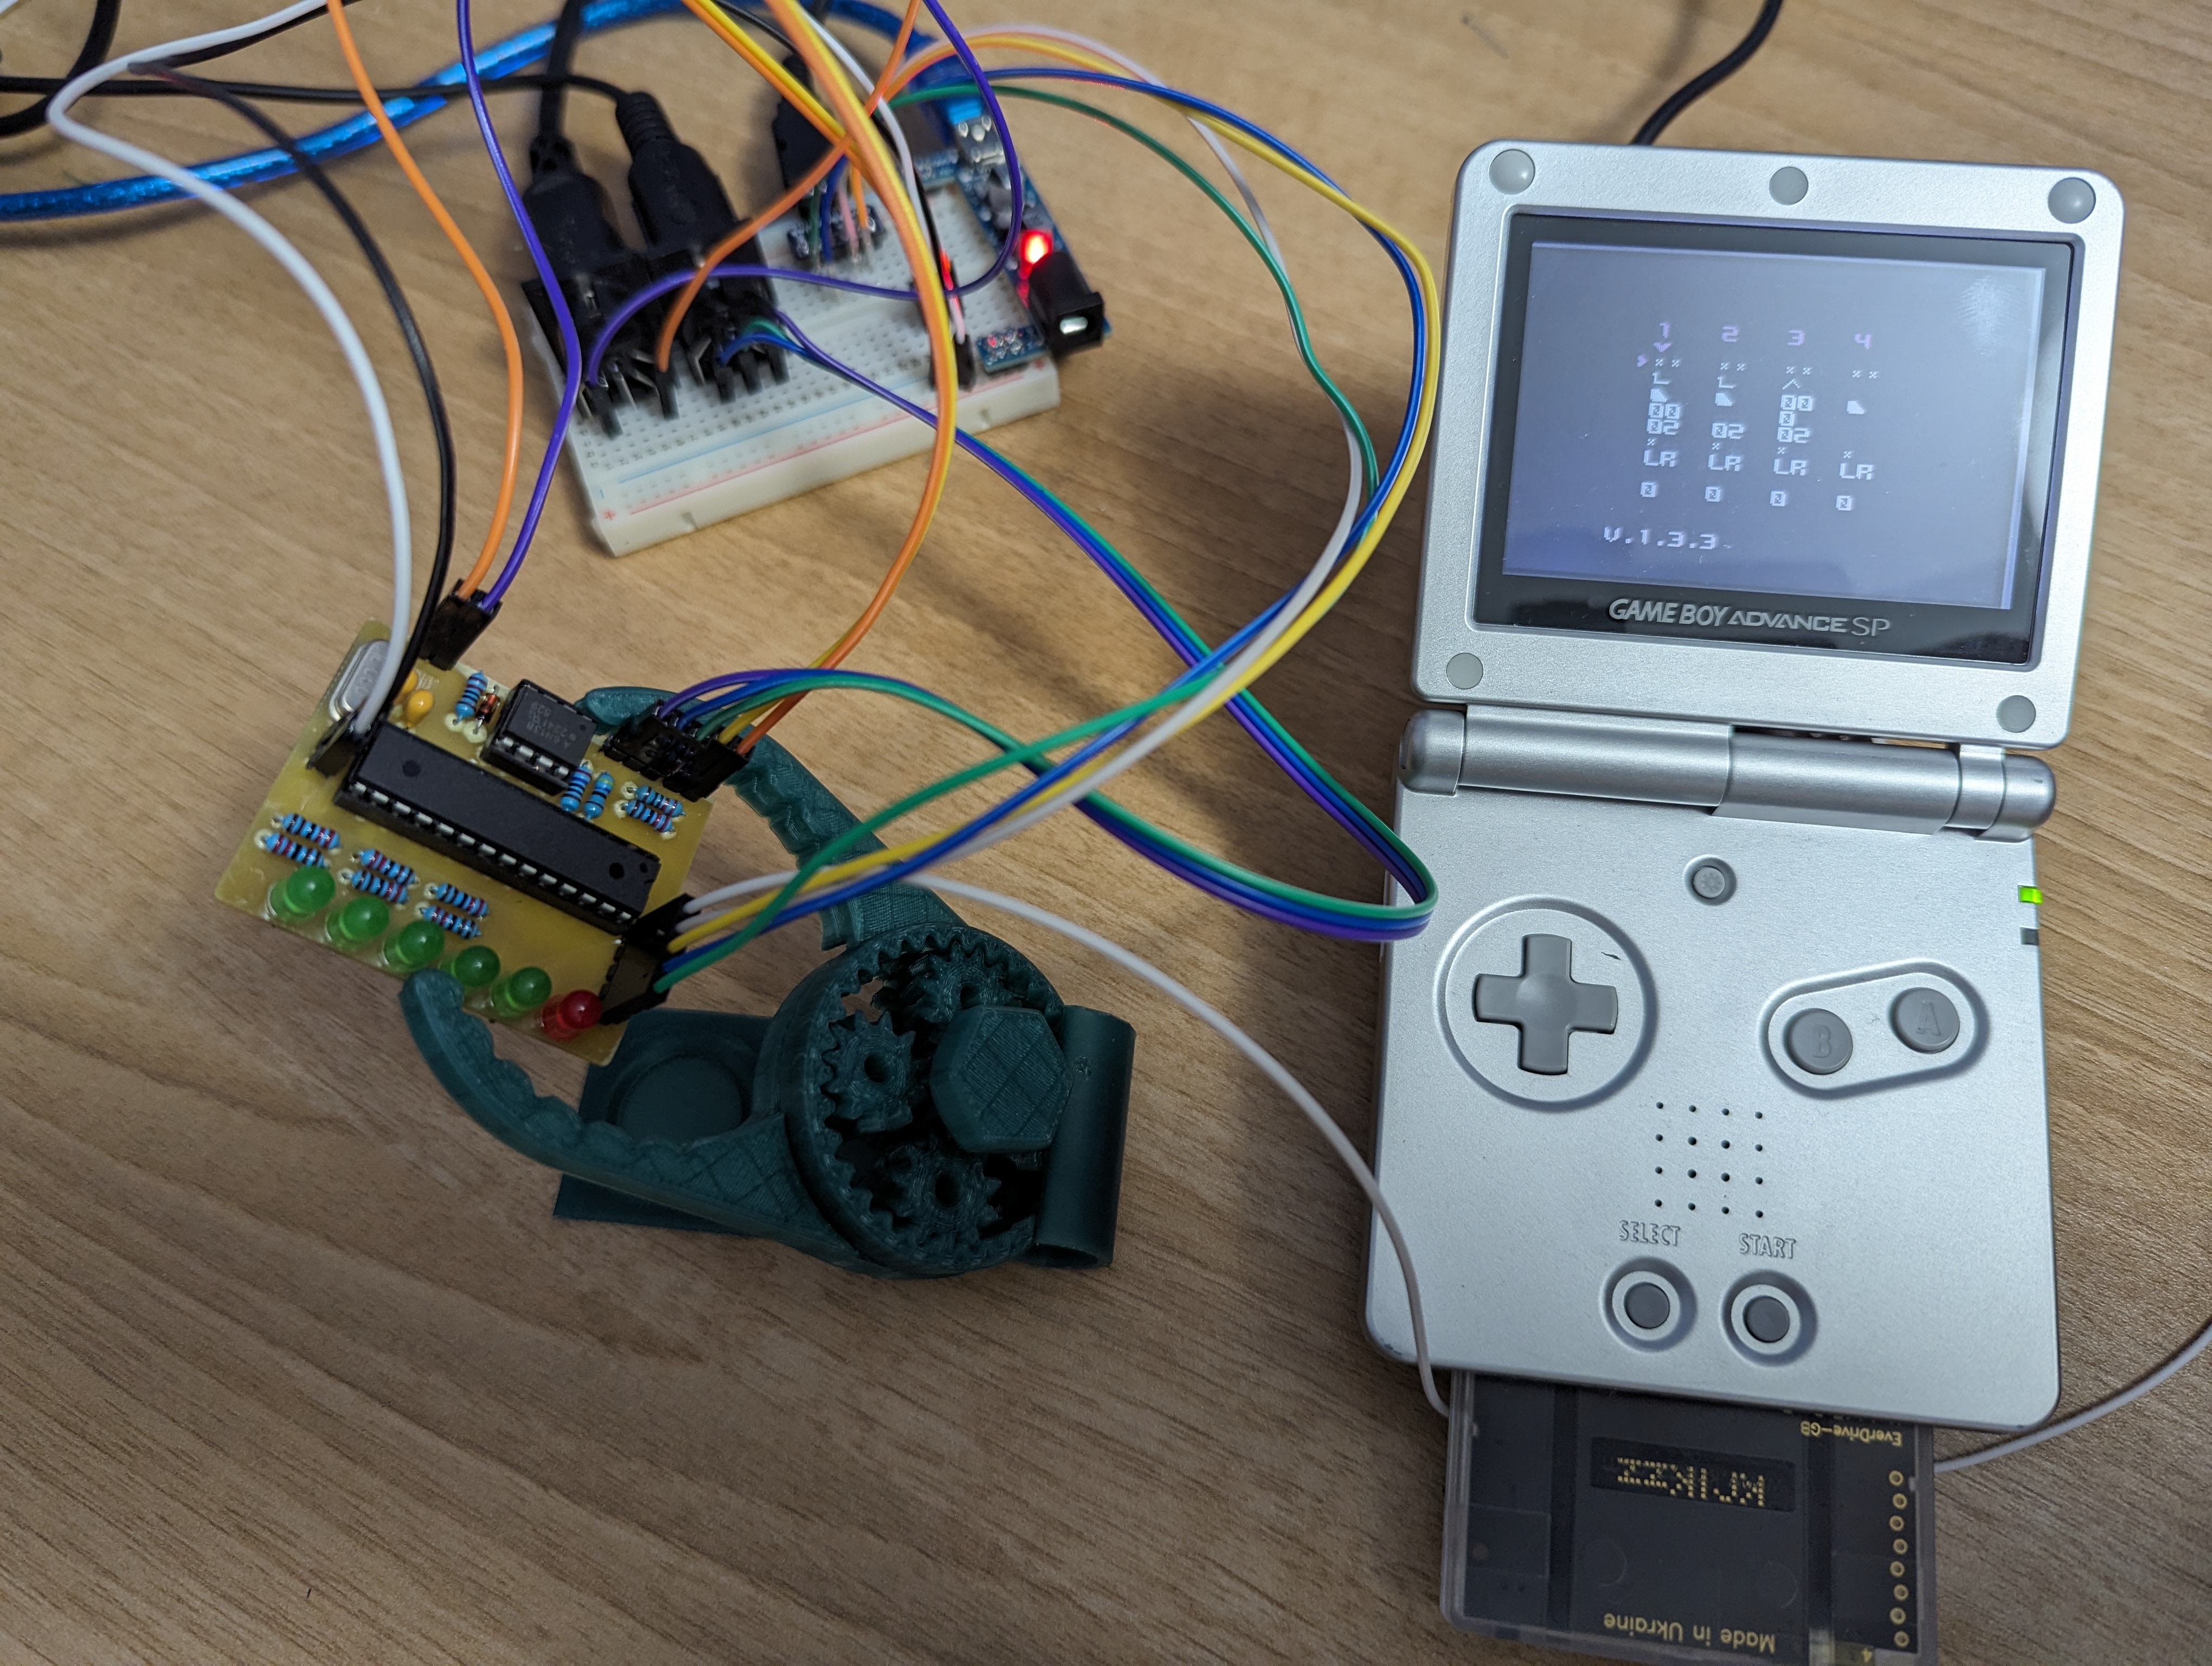 1 2 3 4
00 00
02 02 02
LR LR LR LR
0 0 0 0
V.1.3.3
GAME BOY ADVANCE SP
B A
SELECT START
EverDrive-GB
KRIKzz
Made in Ukraine